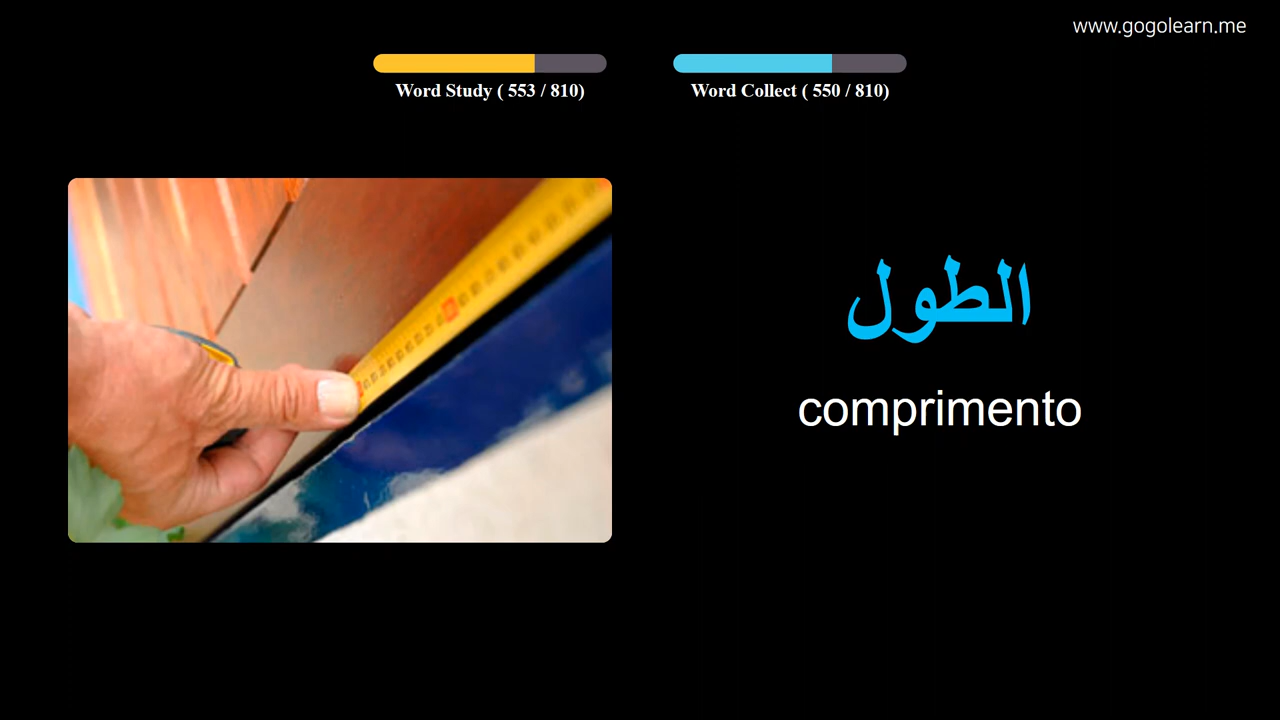 www.gogolearn.me
Word Study ( 553 / 810)
Word Collect ( 550 / 810)
الطول
comprimento